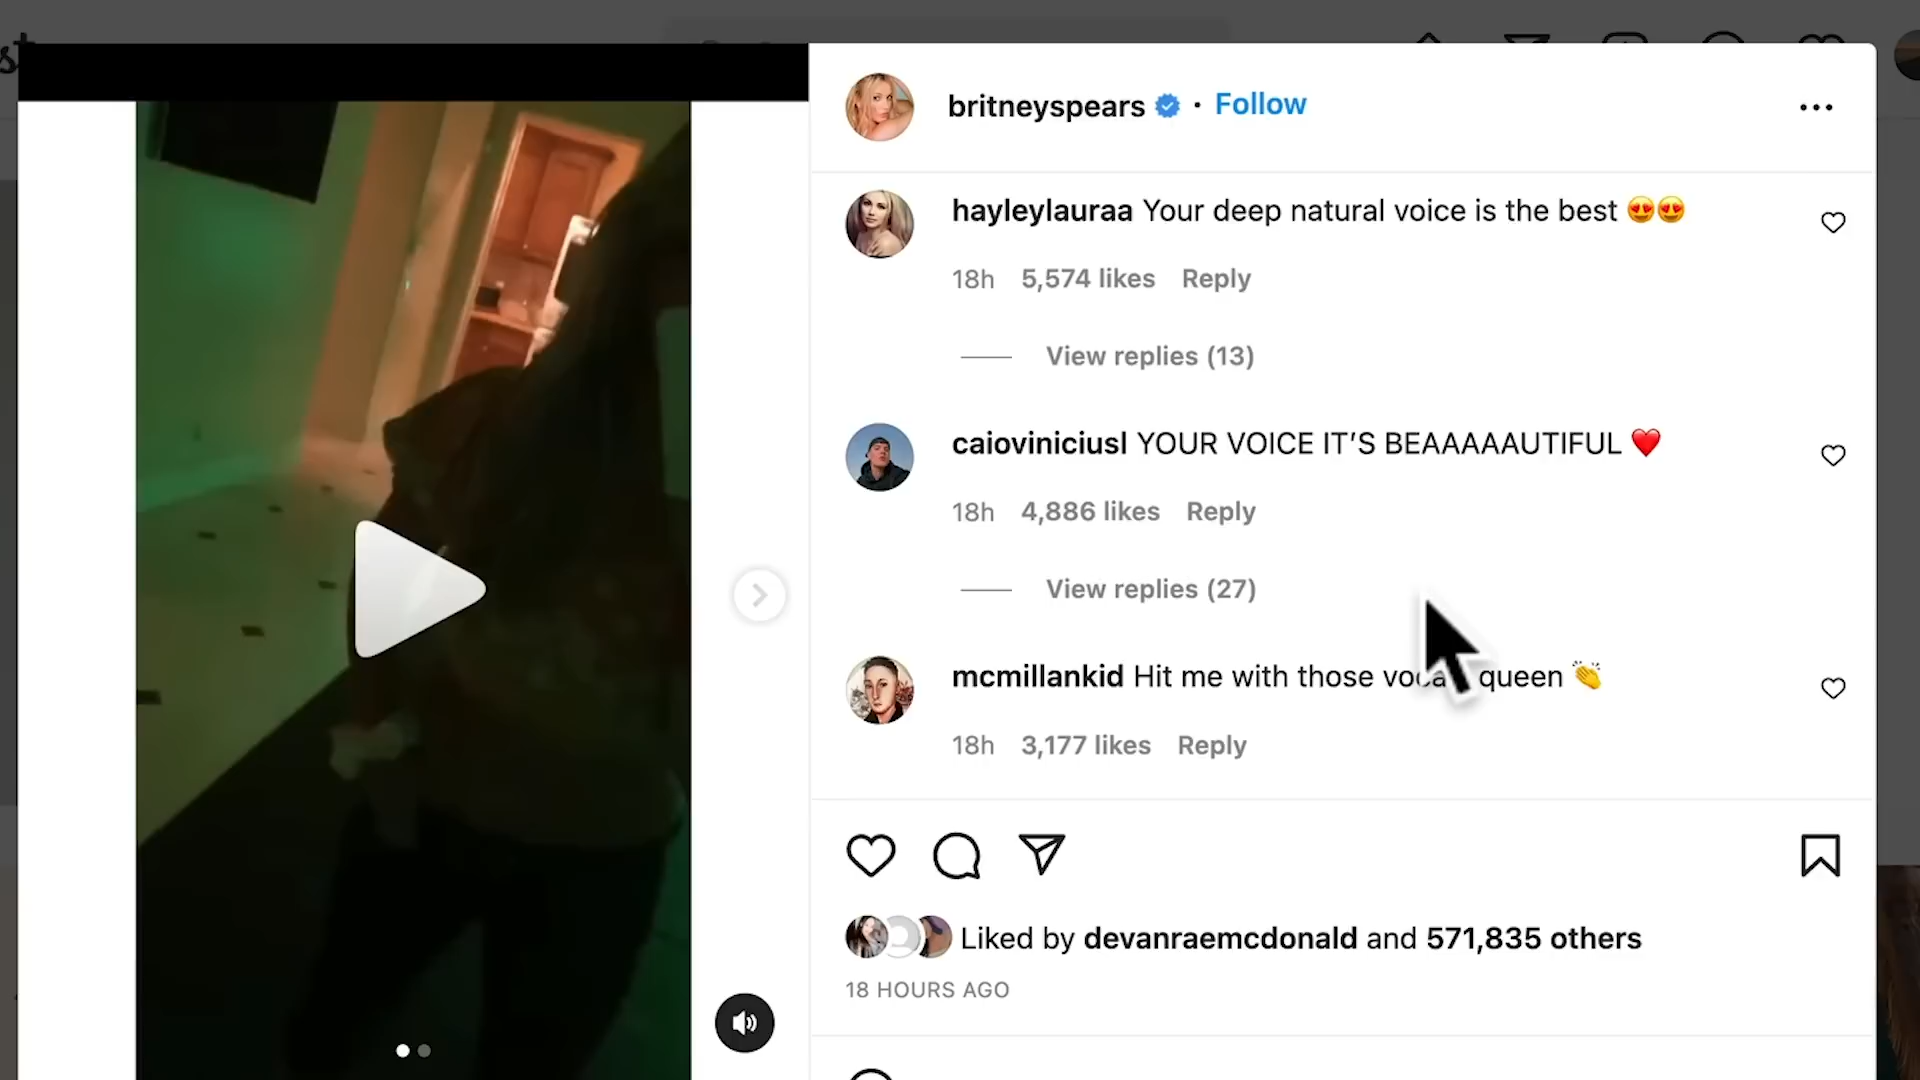 st
britneyspears • Follow
hayleylauraa Your deep natural voice is the best 😍😍
18h 5,574 likes Reply
View replies (13)
caioviniciusl YOUR VOICE IT’S BEAAAAAUTIFUL ❤️
18h 4,886 likes Reply
View replies (27)
mcmillankid Hit me with those queen 👏
18h 3,177 likes Reply
Liked by devanraemcdonald and 571,835 others
18 HOURS AGO